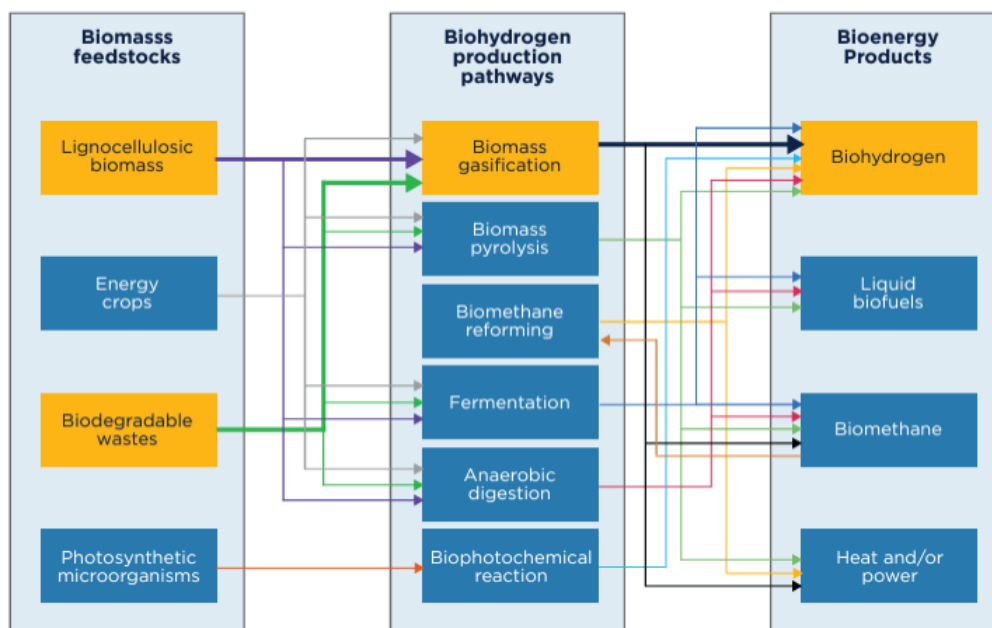 Biomasss
feedstocks
Lignocellulosic
biomass
Energy
crops
Biodegradable
wastes
Photosynthetic
microorganisms
Biohydrogen
production
pathways
Biomass
gasification
Biomass
pyrolysis
Biomethane
reforming
Fermentation
Anaerobic
digestion
Biophotochemical
reaction
Bioenergy
Products
Biohydrogen
Liquid
biofuels
Biomethane
Heat and/or
power